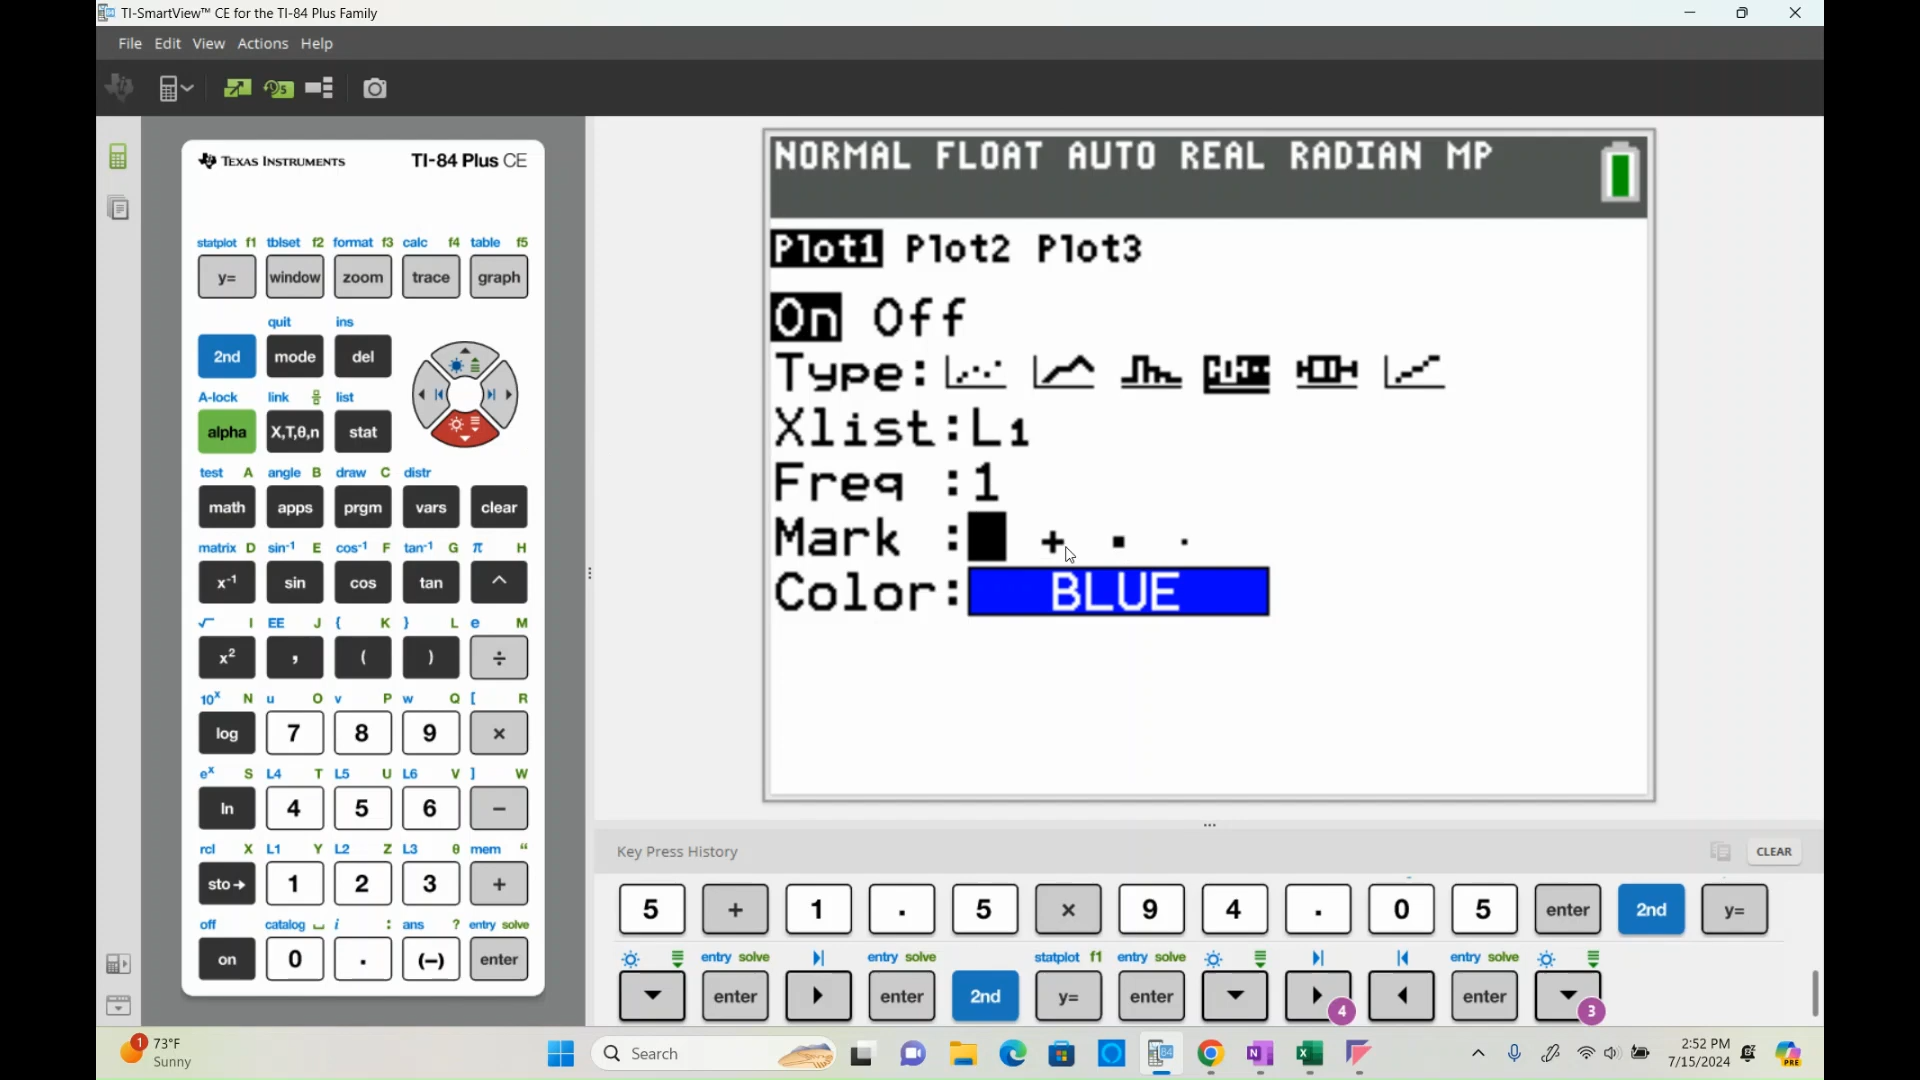 TI-SmartView™ CE for the TI-84 Plus Family
File Edit View Actions Help
TEXAS INSTRUMENTS TI-84 Plus CE
statplot f1 tblset f2 format f3 calc f4 table f5
y= window zoom trace graph
quit ins
2nd mode del
A-lock link list
alpha X,T,θ,n stat
test A angle B draw C distr
math apps prgm vars clear
matrix D sin⁻¹ E cos⁻¹ F tan⁻¹ G π H
x⁻¹ sin cos tan ^
√ I EE J { K } L e M
x² , ( ) ÷
10ˣ N u O v P w Q [ R
log 7 8 9 ×
eˣ S L4 T L5 U L6 V ] W
ln 4 5 6 −
rcl X L1 Y L2 Z L3 θ mem “
sto→ 1 2 3 +
off catalog ⎵ i : ans ? entry solve
on 0 . (−) enter
NORMAL FLOAT AUTO REAL RADIAN MP
Plot1 Plot2 Plot3
On Off
Type:
Xlist:L1
Freq :1
Mark : + ▪ ·
Color: BLUE
Key Press History CLEAR
5 + 1 . 5 × 9 4 . 0 5 enter 2nd y=
entry solve entry solve statplot f1 entry solve entry solve
enter enter 2nd y= enter 4 enter 3
1 73°F
Sunny
Search
84
2:52 PM
7/15/2024
PRE